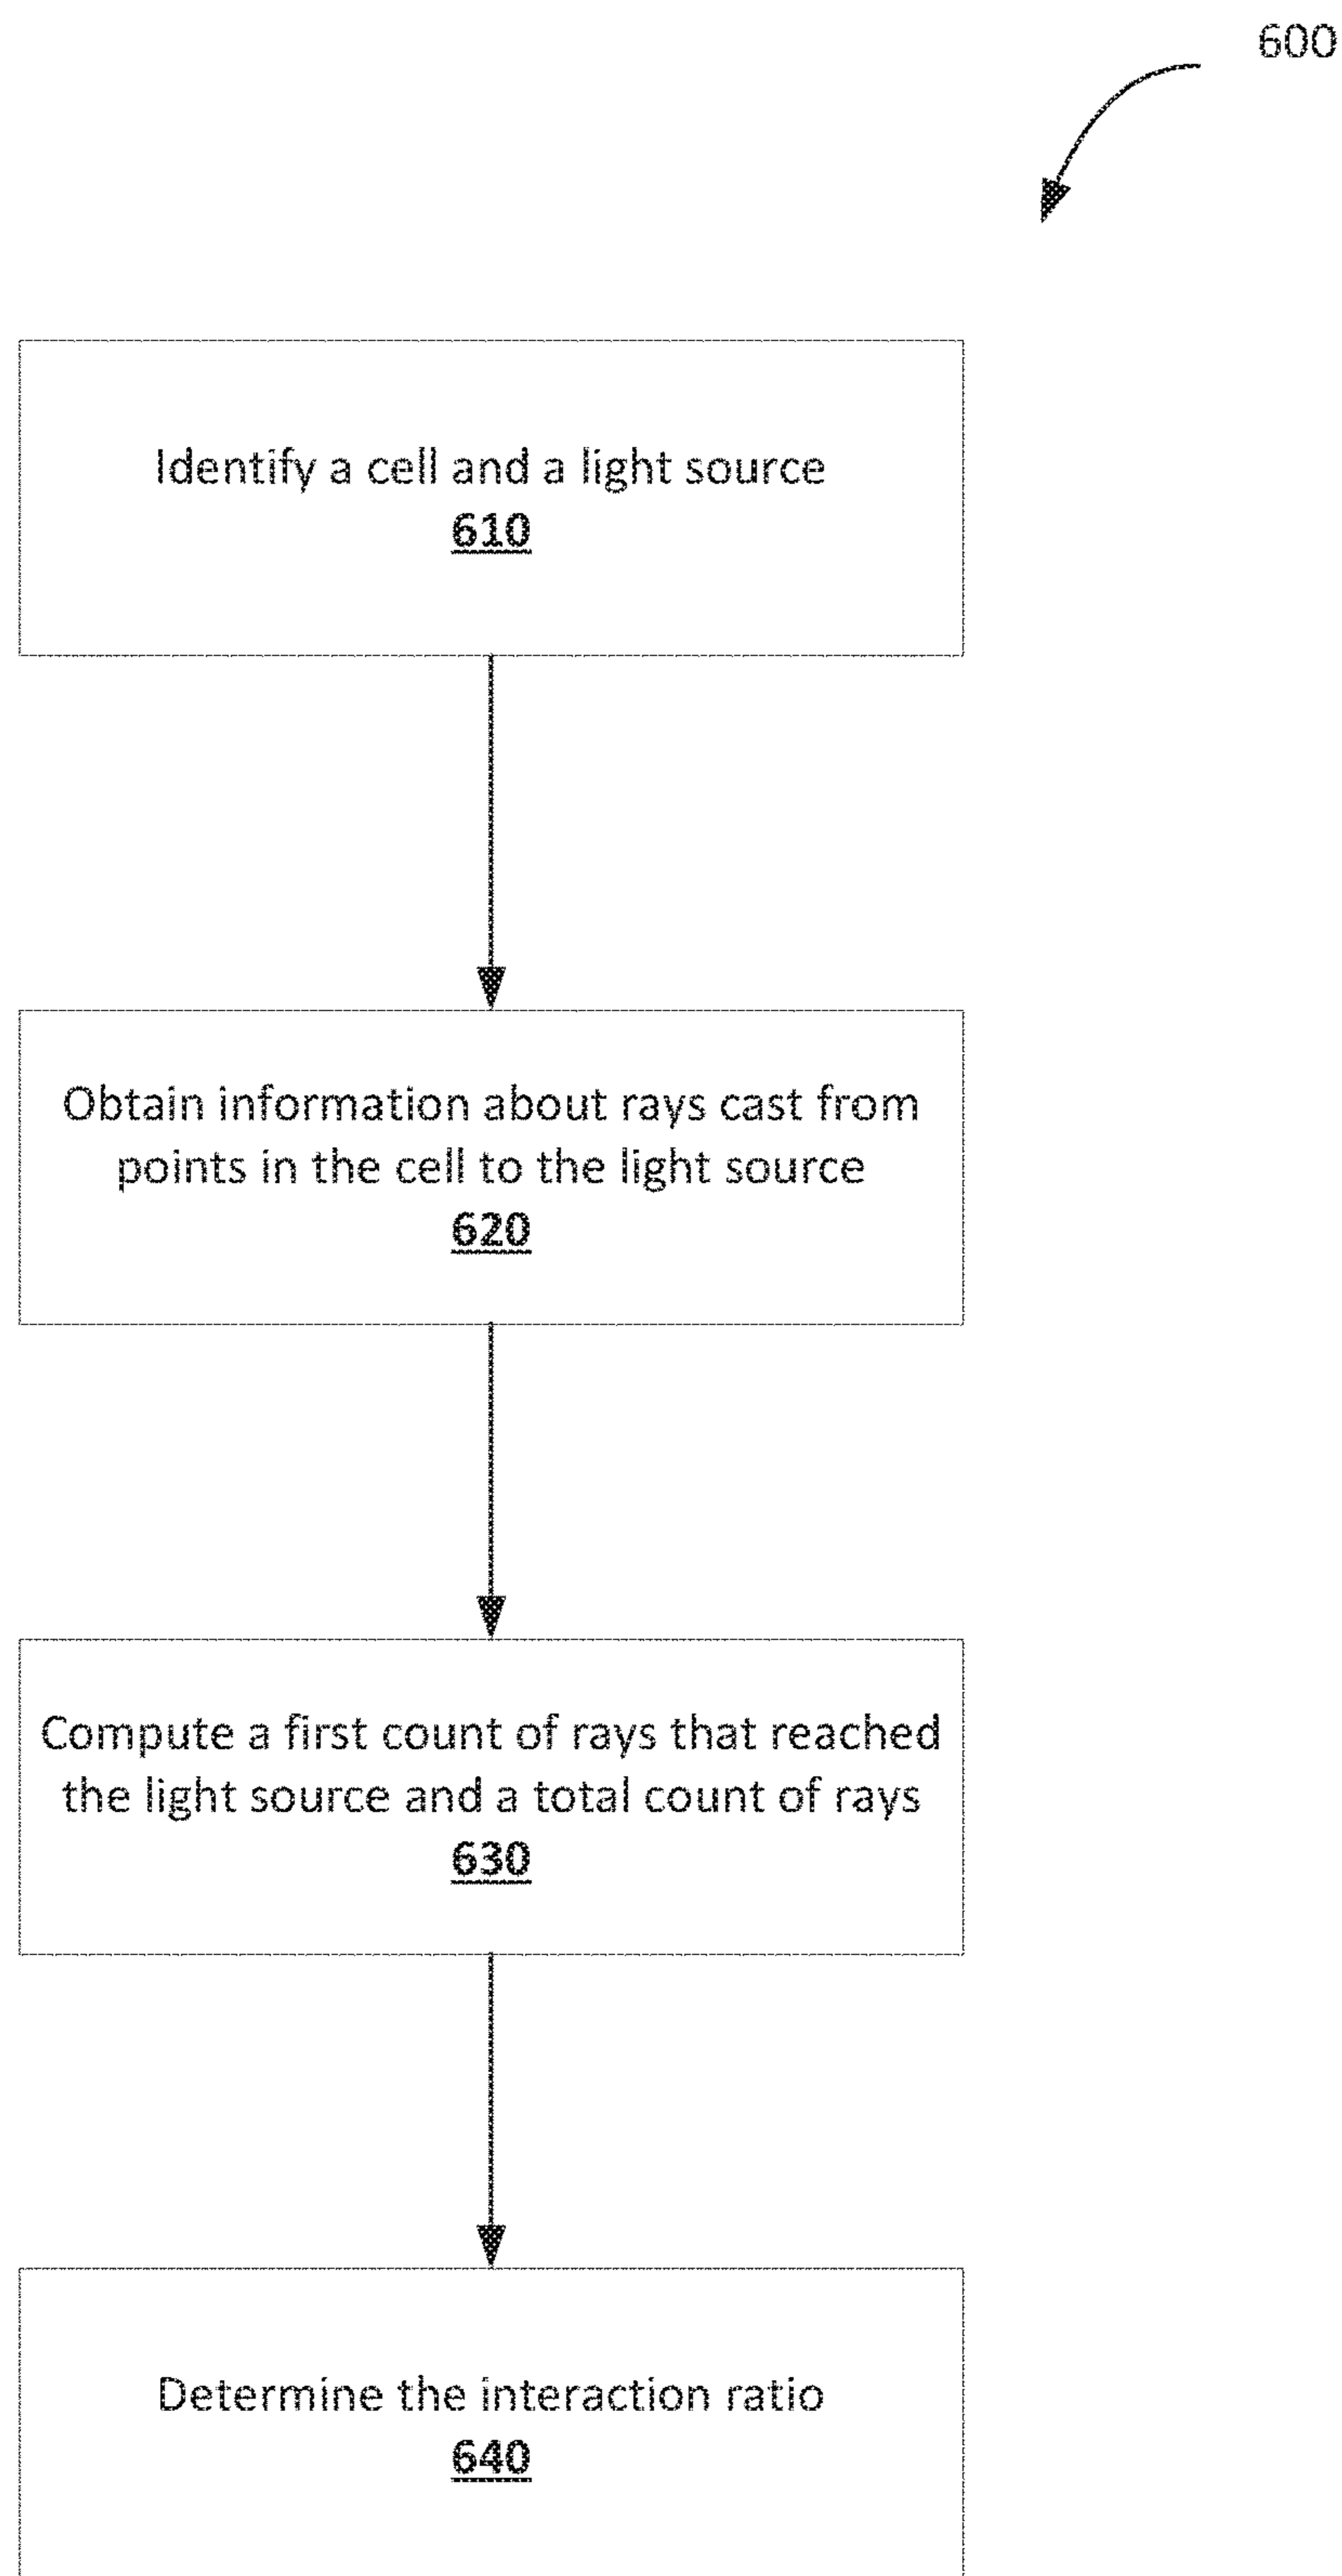 600
Identify a cell and a light source
610
Obtain information about rays cast from
points in the cell to the light source
620
Compute a first count of rays that reached
the light source and a total count of rays
630
Determine the interaction ratio
640